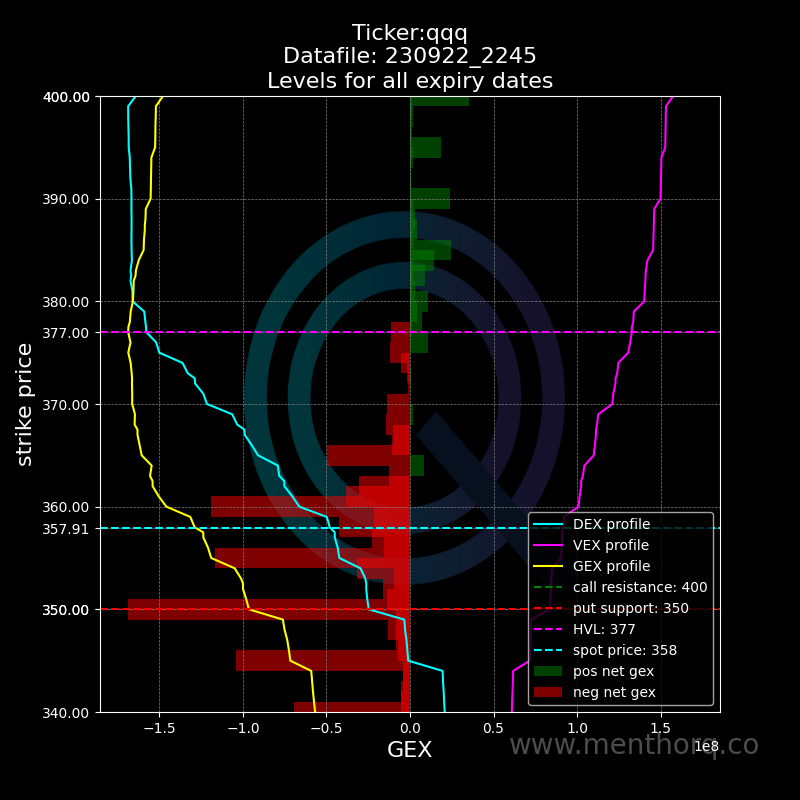 Ticker:qqq
Datafile: 230922_2245
Levels for all expiry dates
400.00
390.00
380.00
377.00
370.00
360.00
357.91
350.00
340.00
strike price
−1.5
−1.0
−0.5
0.0
0.5
1.0
1.5
1e8
GEX
DEX profile
VEX profile
GEX profile
call resistance: 400
put support: 350
HVL: 377
spot price: 358
pos net gex
neg net gex
www.menthorq.co